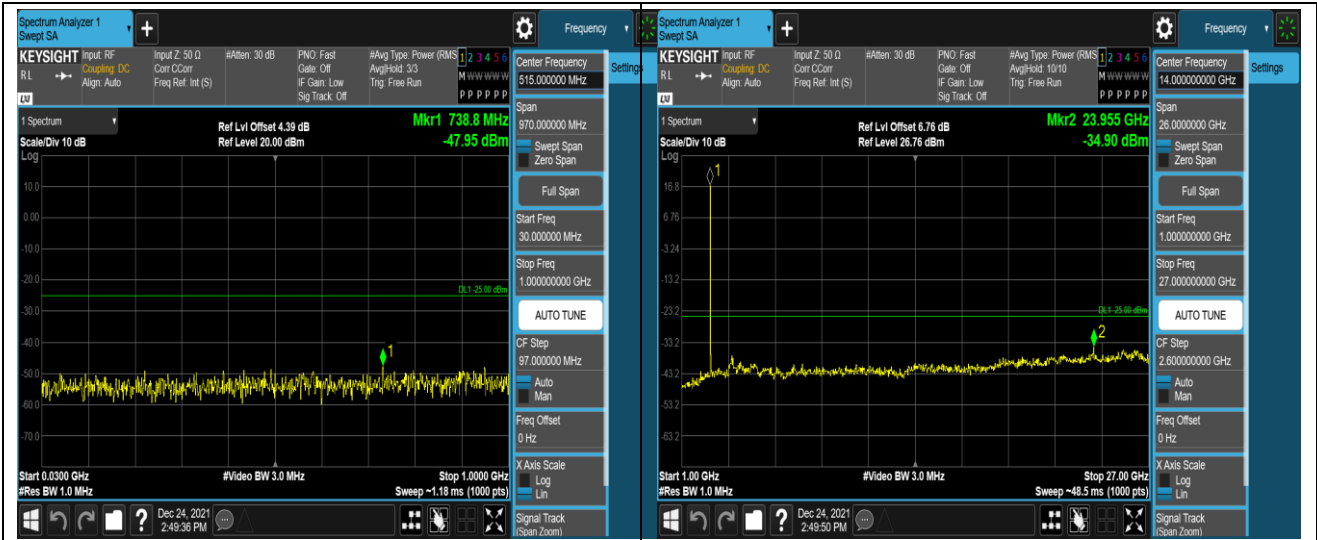 Spectrum Analyzer 1
Swept SA
Frequency
Settings
KEYSIGHT
RL
LXI
Input: RF
Coupling: DC
Align: Auto
Input Z: 50 Ω
Corr CCorr
Freq Ref: Int (S)
#Atten: 30 dB
PNO: Fast
Gate: Off
IF Gain: Low
Sig Track: Off
#Avg Type: Power (RMS
Avg|Hold: 3/3
Trig: Free Run
1 2 3 4 5 6
M W W W W W
P P P P P P
1 Spectrum
Scale/Div 10 dB
Log
Ref Lvl Offset 4.39 dB
Ref Level 20.00 dBm
Mkr1 738.8 MHz
-47.95 dBm
10.0
0.00
-10.0
-20.0
DL1 -25.00 dBm
-30.0
-40.0
1
-50.0
-60.0
-70.0
Start 0.0300 GHz
#Res BW 1.0 MHz
#Video BW 3.0 MHz
Stop 1.0000 GHz
Sweep ~1.18 ms (1000 pts)
Center Frequency
515.000000 MHz
Span
970.000000 MHz
Swept Span
Zero Span
Full Span
Start Freq
30.000000 MHz
Stop Freq
1.000000000 GHz
AUTO TUNE
CF Step
97.000000 MHz
Auto
Man
Freq Offset
0 Hz
X Axis Scale
Log
Lin
Signal Track
(Span Zoom)
Dec 24, 2021
2:49:36 PM
Spectrum Analyzer 1
Swept SA
Frequency
Settings
KEYSIGHT
RL
LXI
Input: RF
Coupling: DC
Align: Auto
Input Z: 50 Ω
Corr CCorr
Freq Ref: Int (S)
#Atten: 30 dB
PNO: Fast
Gate: Off
IF Gain: Low
Sig Track: Off
#Avg Type: Power (RMS
Avg|Hold: 10/10
Trig: Free Run
1 2 3 4 5 6
M W W W W W
P P P P P P
1 Spectrum
Scale/Div 10 dB
Log
Ref Lvl Offset 6.76 dB
Ref Level 26.76 dBm
Mkr2 23.955 GHz
-34.90 dBm
1
16.8
6.76
-3.24
-13.2
-23.2
DL1 -25.00 dBm
2
-33.2
-43.2
-53.2
-63.2
Start 1.00 GHz
#Res BW 1.0 MHz
#Video BW 3.0 MHz
Stop 27.00 GHz
Sweep ~48.5 ms (1000 pts)
Center Frequency
14.000000000 GHz
Span
26.0000000 GHz
Swept Span
Zero Span
Full Span
Start Freq
1.000000000 GHz
Stop Freq
27.000000000 GHz
AUTO TUNE
CF Step
2.600000000 GHz
Auto
Man
Freq Offset
0 Hz
X Axis Scale
Log
Lin
Signal Track
(Span Zoom)
Dec 24, 2021
2:49:50 PM